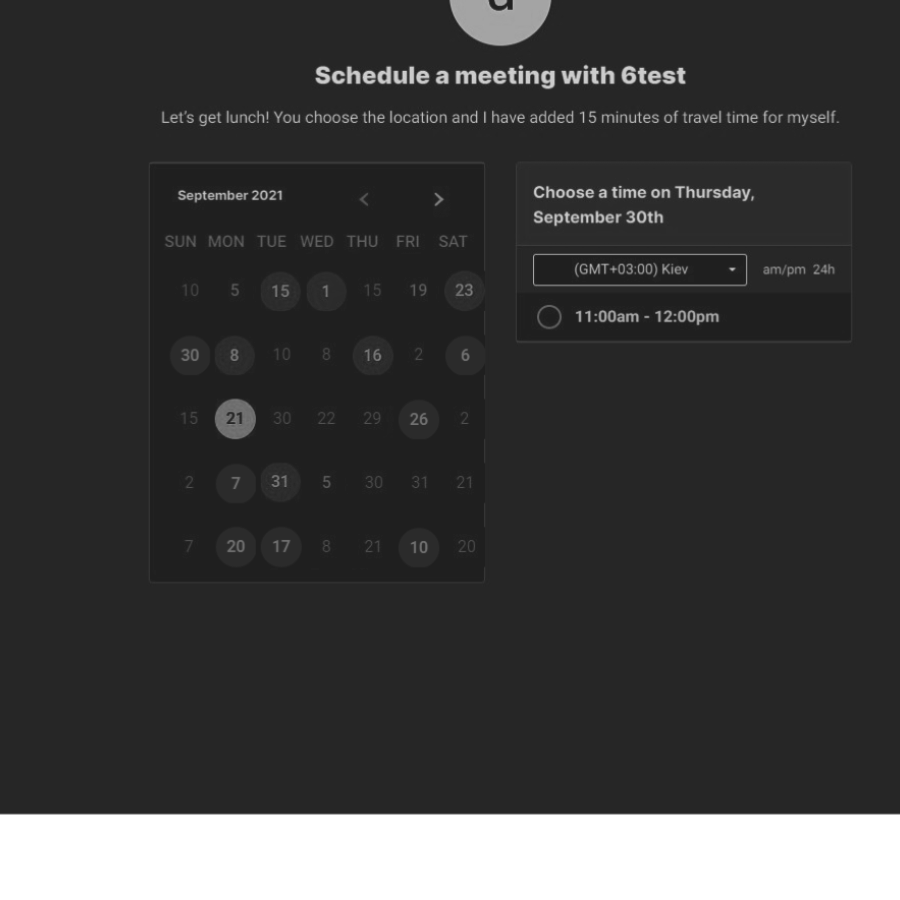 Schedule a meeting with 6test
Let's get lunch! You choose the location and I have added 15 minutes of travel time for myself.
September 2021
SUN MON TUE WED THU FRI SAT
10 5 15 1 15 19 23
30 8 10 8 16 2 6
15 21 30 22 29 26 2
2 7 31 5 30 31 21
7 20 17 8 21 10 20
Choose a time on Thursday,
September 30th
(GMT+03:00) Kiev am/pm 24h
11:00am - 12:00pm